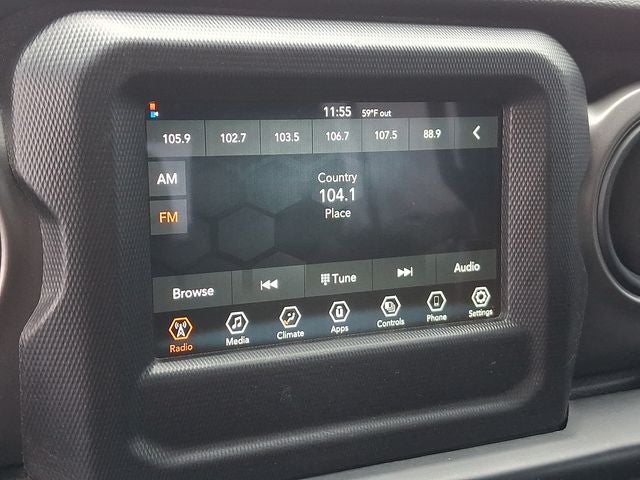 11:55 59°F out
105.9 102.7 103.5 106.7 107.5 88.9
AM
Country
104.1
FM
Place
Browse Tune Audio
Radio Media Climate Apps Controls Phone Settings